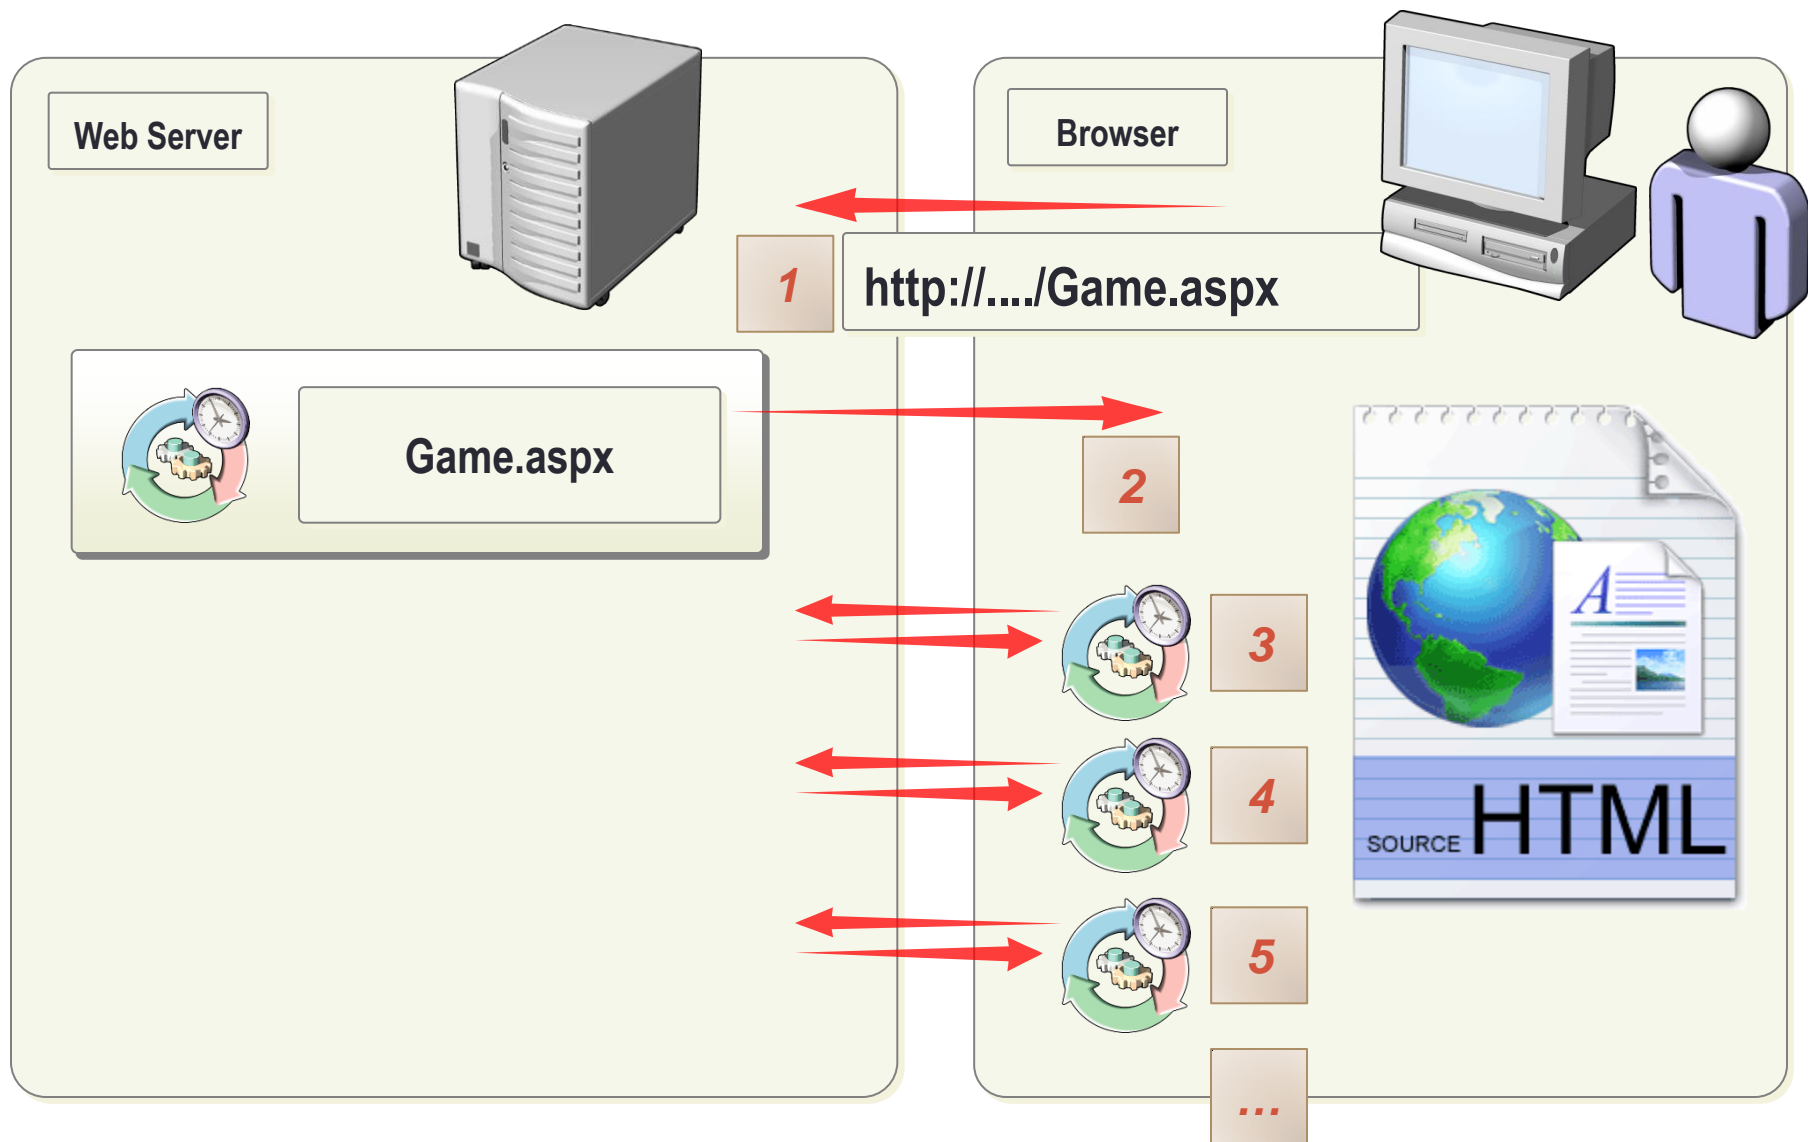 Web Server
Browser
1
http://..../Game.aspx
Game.aspx
2
3
4
5
...
A
SOURCE HTML